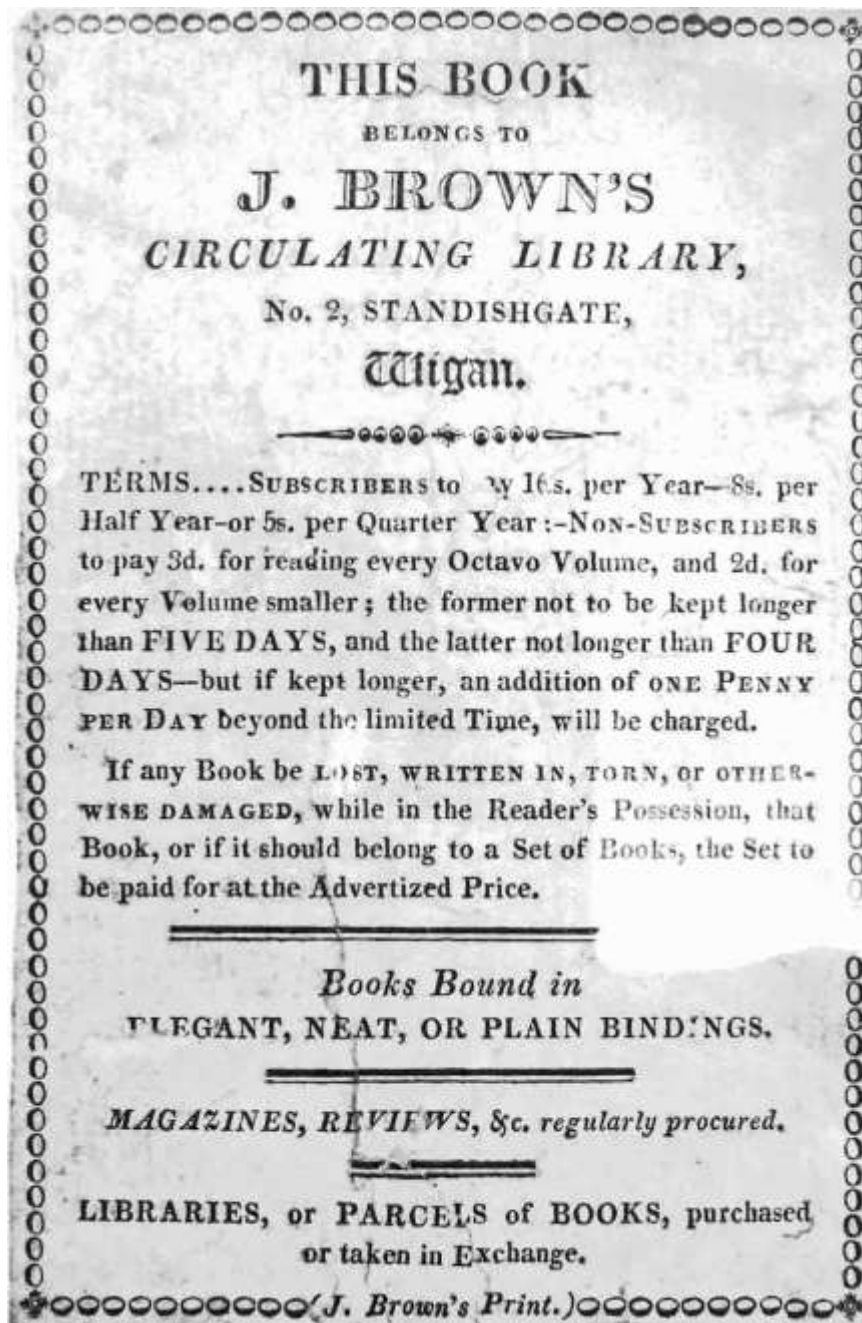 THIS BOOK
BELONGS TO
J. BROWN'S
CIRCULATING LIBRARY,
No. 2, STANDISHGATE,
Wigan.
TERMS....SUBSCRIBERS to per Year—8s. per
Half Year-or 5s. per Quarter Year:-NON-SUBSCRIBERS
to pay 3d. for reading every Octavo Volume, and 2d. for
every Volume smaller; the former not to be kept longer
than FIVE DAYS, and the latter not longer than FOUR
DAYS—but if kept longer, an addition of ONE PENNY
PER DAY beyond the limited Time, will be charged.
If any Book be LOST, WRITTEN IN, TORN, or OTHER-
WISE DAMAGED, while in the Reader's Possession, that
Book, or if it should belong to a Set of Books, the Set to
be paid for at the Advertized Price.
Books Bound in
ELEGANT, NEAT, OR PLAIN BINDINGS.
MAGAZINES, REVIEWS, &c. regularly procured.
LIBRARIES, or PARCELS of BOOKS, purchased
or taken in Exchange.
(J. Brown's Print.)